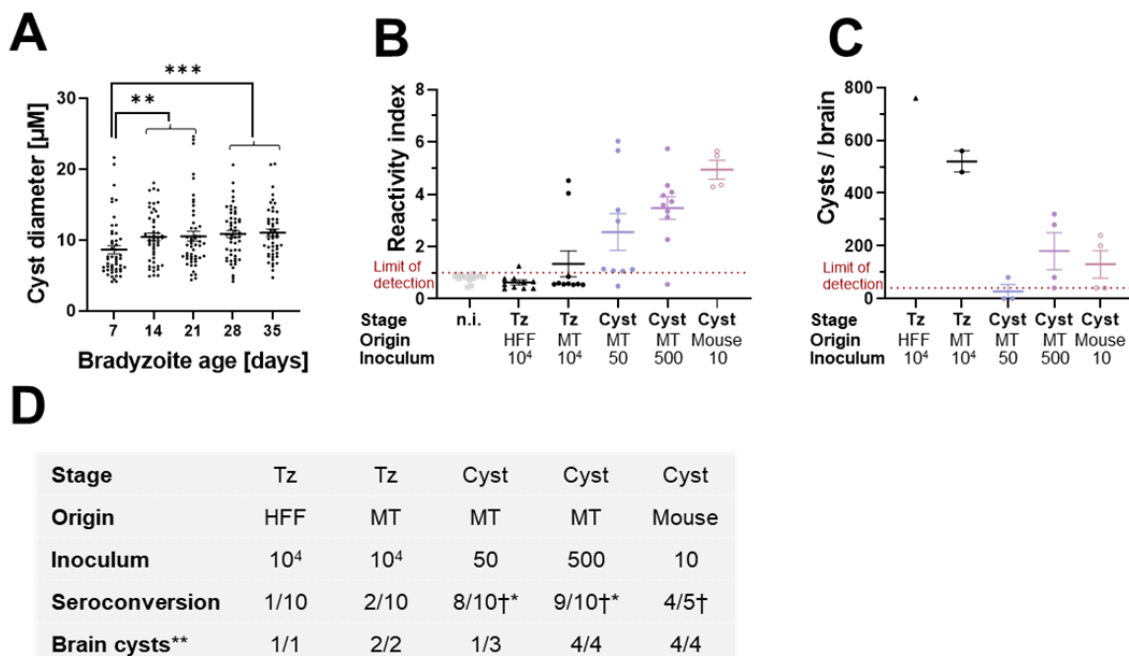 A
***
**
30
20
10
0
Cyst diameter [µM]
7 14 21 28 35
Bradyzoite age [days]
B
8
6
4
2
0
Reactivity index
Limit of
detection
n.i. Tz Tz Cyst Cyst Cyst
Stage
Origin HFF MT MT MT Mouse
Inoculum 10⁴ 10⁴ 50 500 10
C
800
600
400
200
0
Cysts / brain
Limit of
detection
Stage Tz Tz Cyst Cyst Cyst
Origin HFF MT MT MT Mouse
Inoculum 10⁴ 10⁴ 50 500 10
D
Stage Tz Tz Cyst Cyst Cyst
Origin HFF MT MT MT Mouse
Inoculum 10⁴ 10⁴ 50 500 10
Seroconversion 1/10 2/10 8/10†* 9/10†* 4/5†
Brain cysts** 1/1 2/2 1/3 4/4 4/4